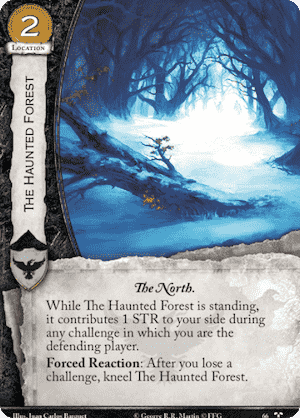 2
Location
The Haunted Forest
The North.
While The Haunted Forest is standing,
it contributes 1 STR to your side during
any challenge in which you are the
defending player.
Forced Reaction: After you lose a
challenge, kneel The Haunted Forest.
Illus. Juan Carlos Barquet
© George R.R. Martin ©FFG
66